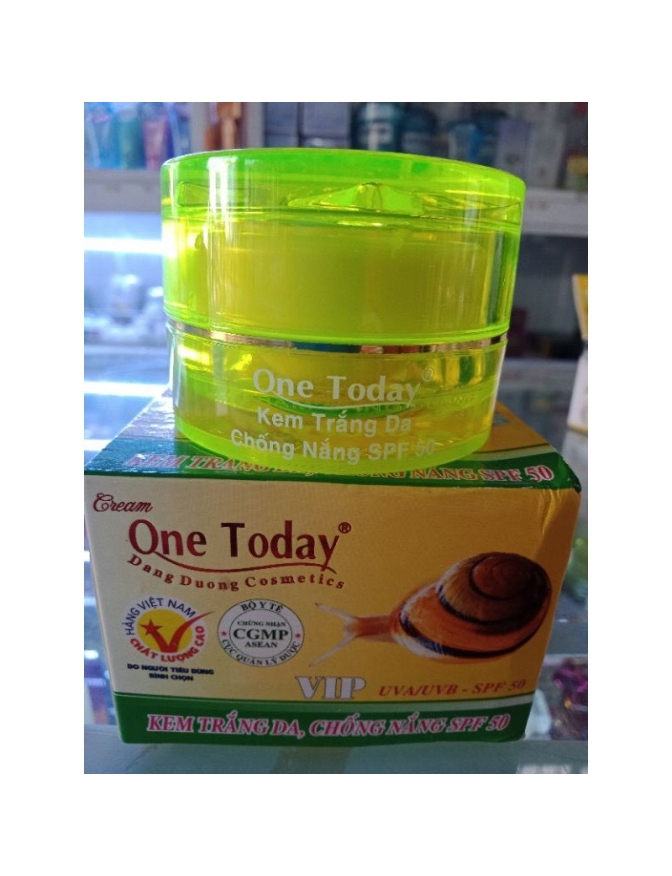 One Today®
Kem Trắng Da
Chống Nắng SPF 50
KEM TRẮNG NẮNG SPF 50
Cream
One Today®
Dang Duong Cosmetics
HÀNG VIỆT NAM
CHẤT LƯỢNG CAO
DO NGƯỜI TIÊU DÙNG
BÌNH CHỌN
BỘ Y TẾ
CHỨNG NHẬN
CGMP
ASEAN
CỤC QUẢN LÝ DƯỢC
VIP
UVA/UVB - SPF 50
KEM TRẮNG DA, CHỐNG NẮNG SPF 50